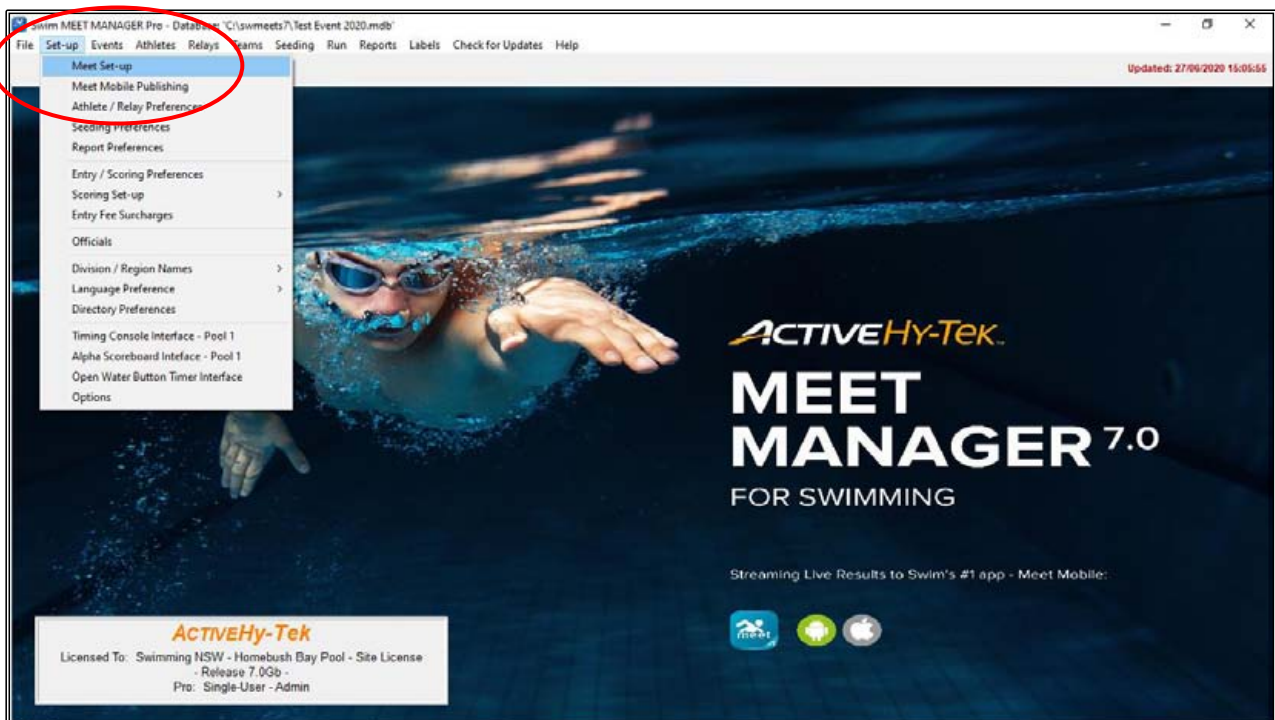 Swim MEET MANAGER Pro - Database: 'C:\swmeets7\Test Event 2020.mdb'
File Set-up Events Athletes Relays Teams Seeding Run Reports Labels Check for Updates Help
Updated: 27/06/2020 15:05:55
Meet Set-up
Meet Mobile Publishing
Athlete / Relay Preferences
Seeding Preferences
Report Preferences
Entry / Scoring Preferences
Scoring Set-up
Entry Fee Surcharges
Officials
Division / Region Names
Language Preference
Directory Preferences
Timing Console Interface - Pool 1
Alpha Scoreboard Inteface - Pool 1
Open Water Button Timer Interface
Options
ACTIVEHy-Tek
MEET
MANAGER 7.0
FOR SWIMMING
Streaming Live Results to Swim's #1 app - Meet Mobile:
meet
ACTIVEHy-Tek
Licensed To: Swimming NSW - Homebush Bay Pool - Site License
- Release 7.0Gb -
Pro: Single-User - Admin